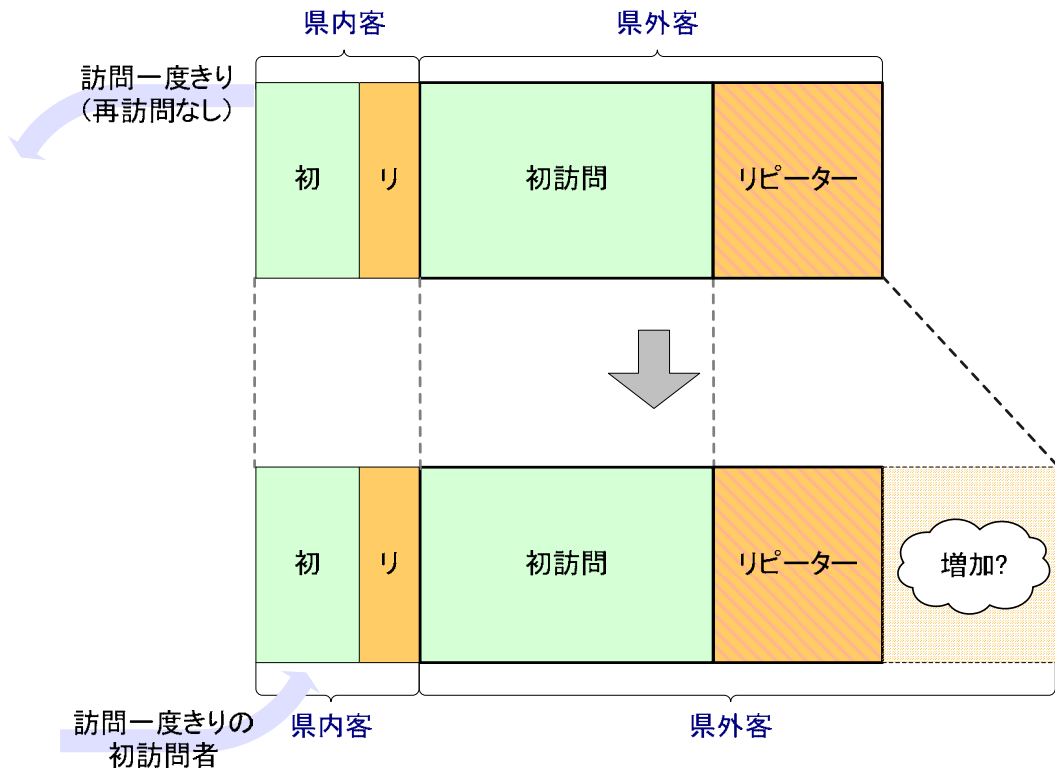 県内客
県外客
訪問一度きり
（再訪問なし）
初
リ
初訪問
リピーター
初
リ
初訪問
リピーター
増加?
県内客
県外客
訪問一度きりの
初訪問者